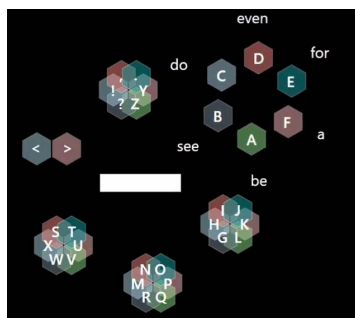 even
do
for
D
C
E
! , . Y
? Z
B
F
a
A
see
< >
be
I J
H K
G L
S T
X U
W V
N O
M P
R Q